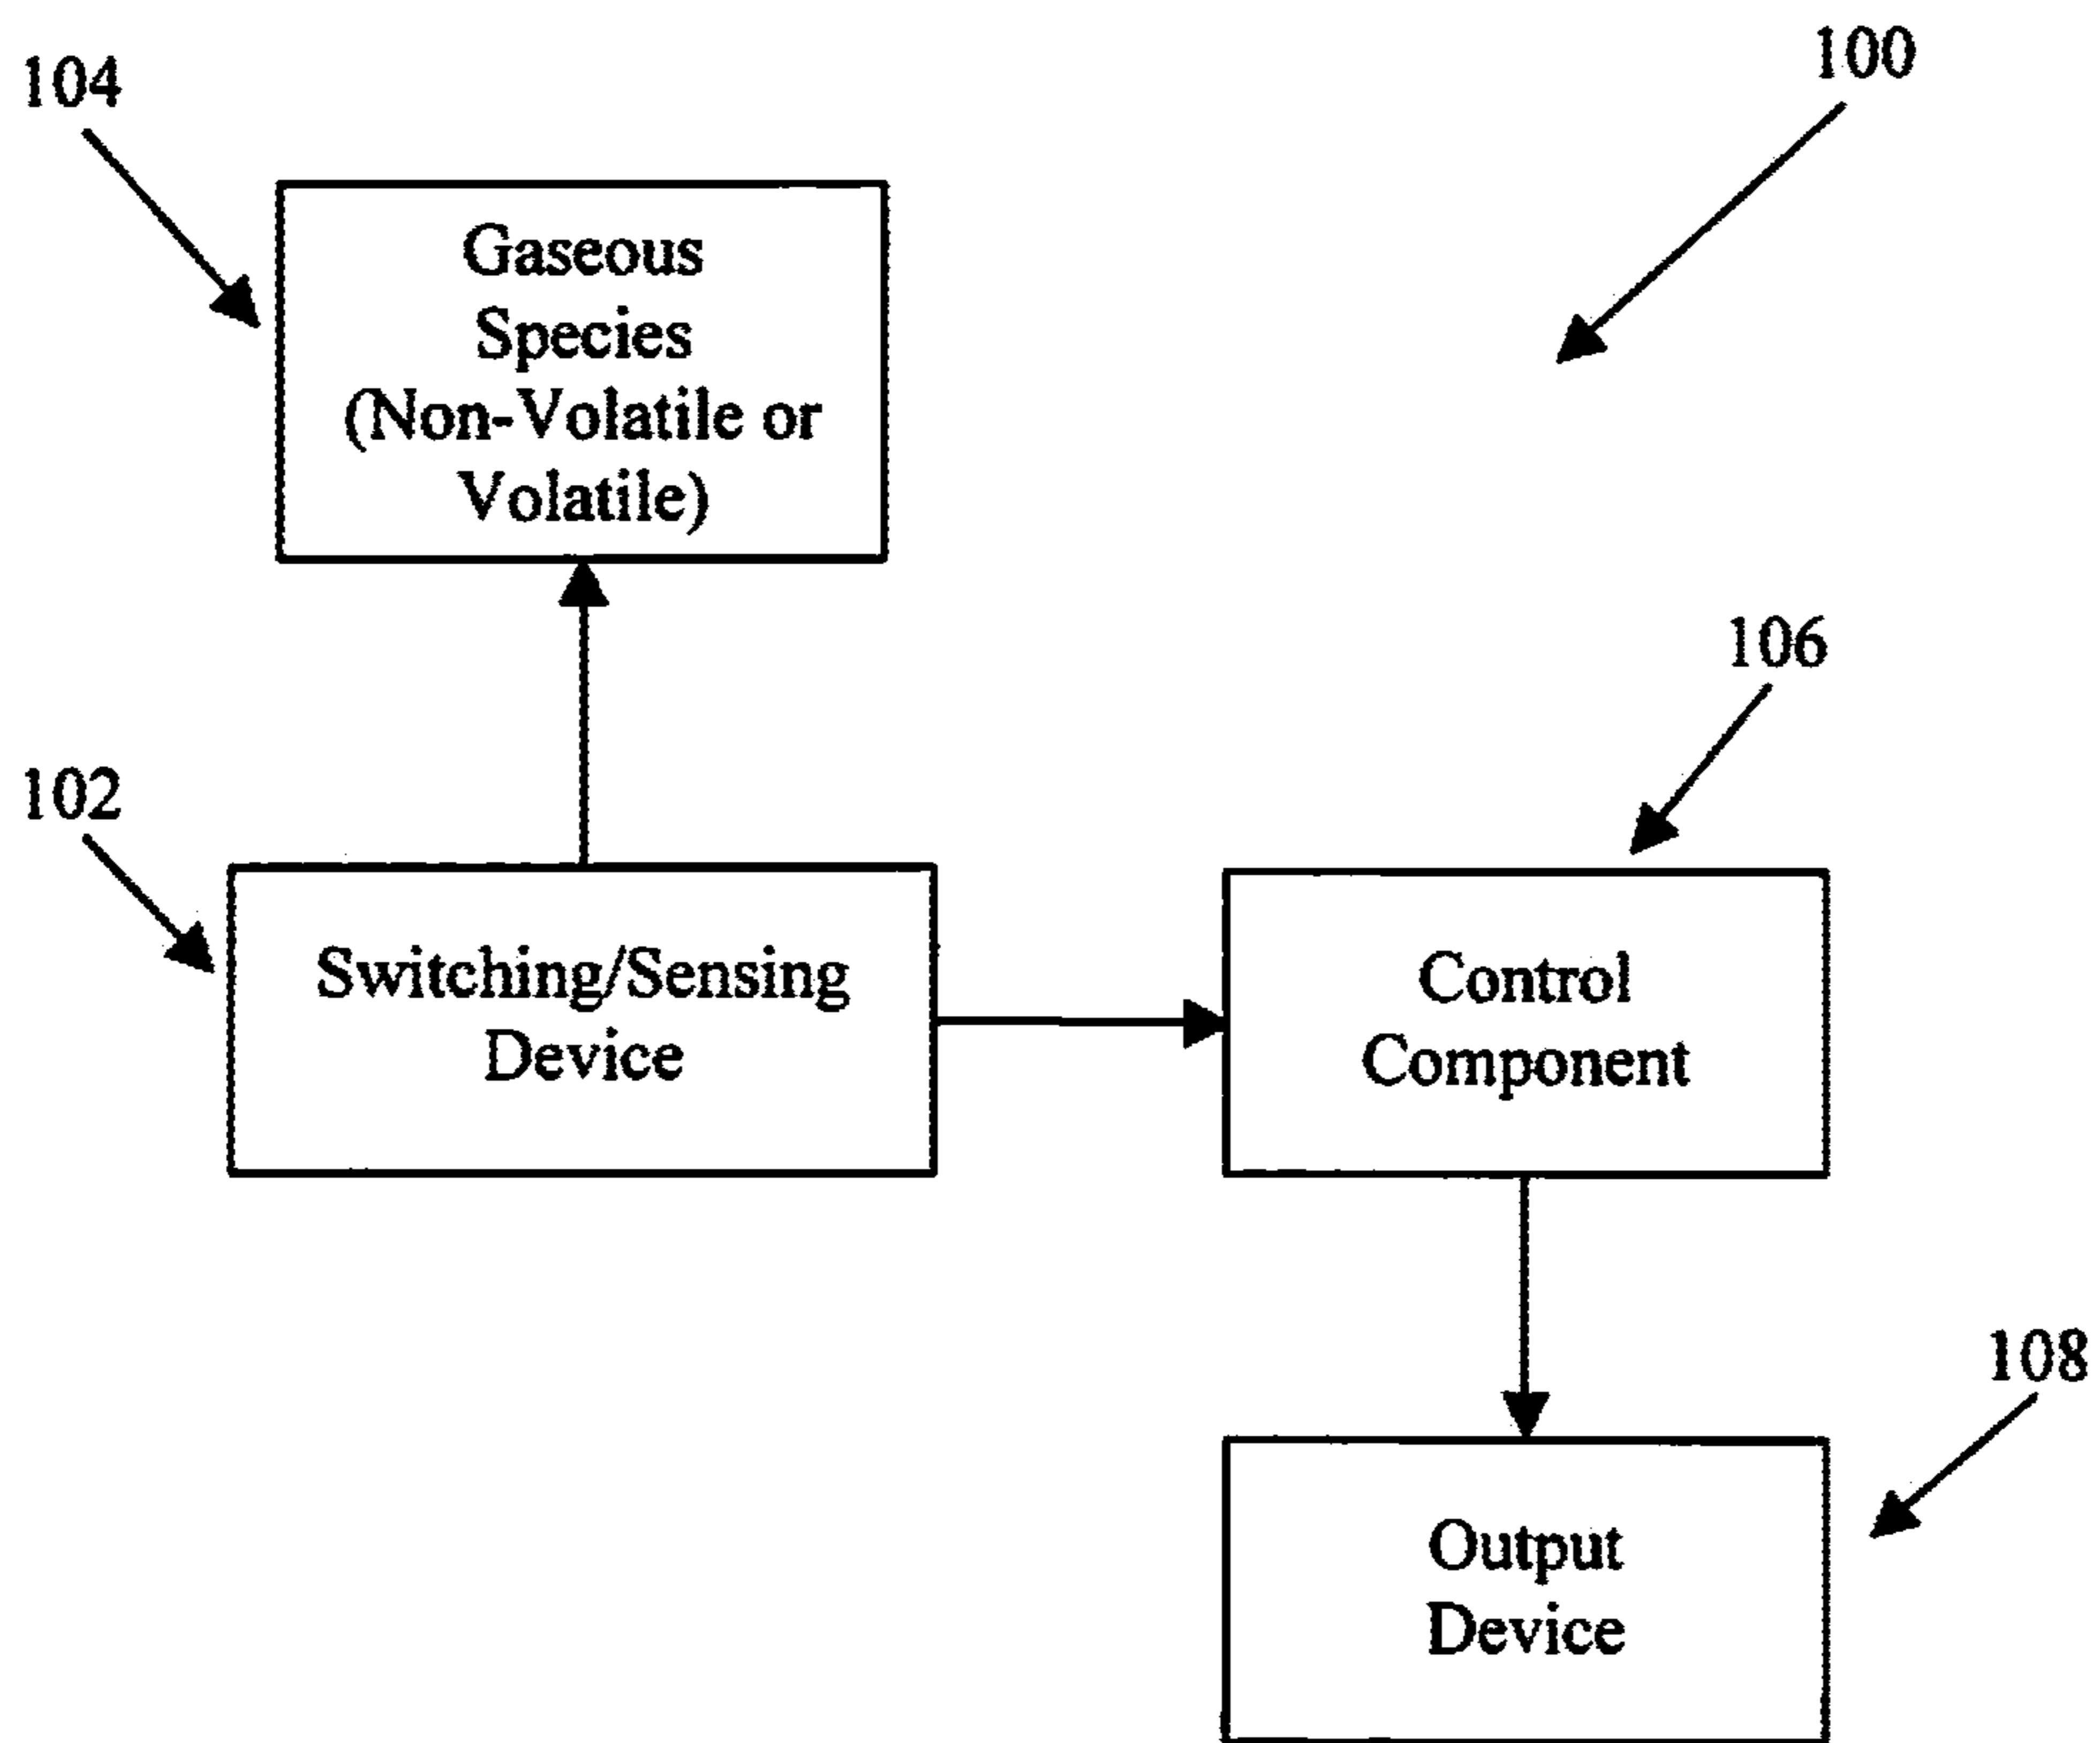 100
104
Gaseous
Species
(Non-Volatile or
Volatile)
106
102
Switching/Sensing
Device
Control
Component
108
Output
Device